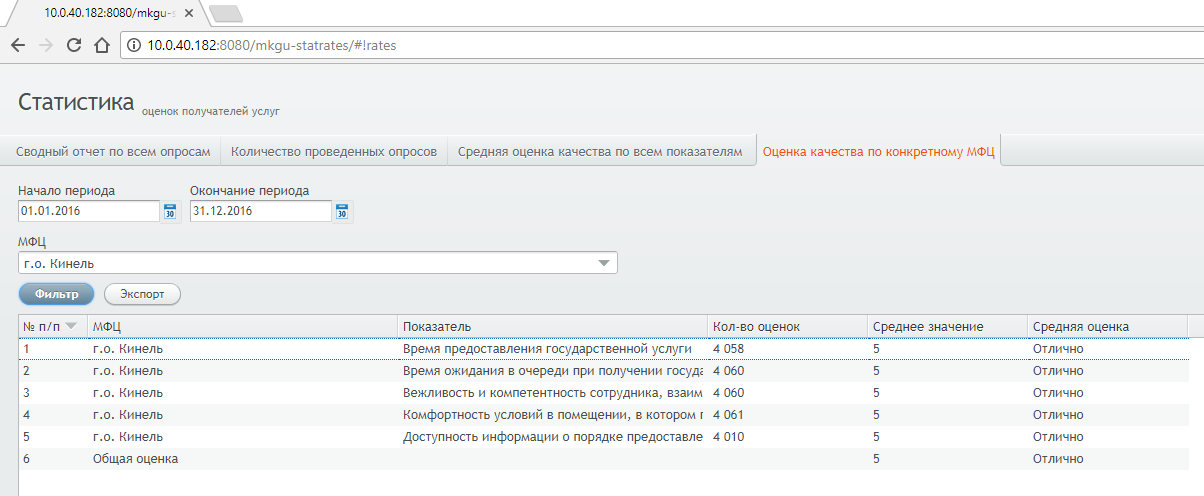 10.0.40.182:8080/mkgu-s
10.0.40.182:8080/mkgu-statrates/#!rates
Статистика оценок получателей услуг
Сводный отчет по всем опросам Количество проведенных опросов Средняя оценка качества по всем показателям Оценка качества по конкретному МФЦ
Начало периода Окончание периода
01.01.2016 30 31.12.2016 30
МФЦ
г.о. Кинель
Фильтр Экспорт
№ п/п МФЦ Показатель Кол-во оценок Среднее значение Средняя оценка
1 г.о. Кинель Время предоставления государственной услуги 4 058 5 Отлично
2 г.о. Кинель Время ожидания в очереди при получении госуда 4 060 5 Отлично
3 г.о. Кинель Вежливость и компетентность сотрудника, взаим 4 060 5 Отлично
4 г.о. Кинель Комфортность условий в помещении, в котором г 4 061 5 Отлично
5 г.о. Кинель Доступность информации о порядке предоставле 4 010 5 Отлично
6 Общая оценка 5 Отлично